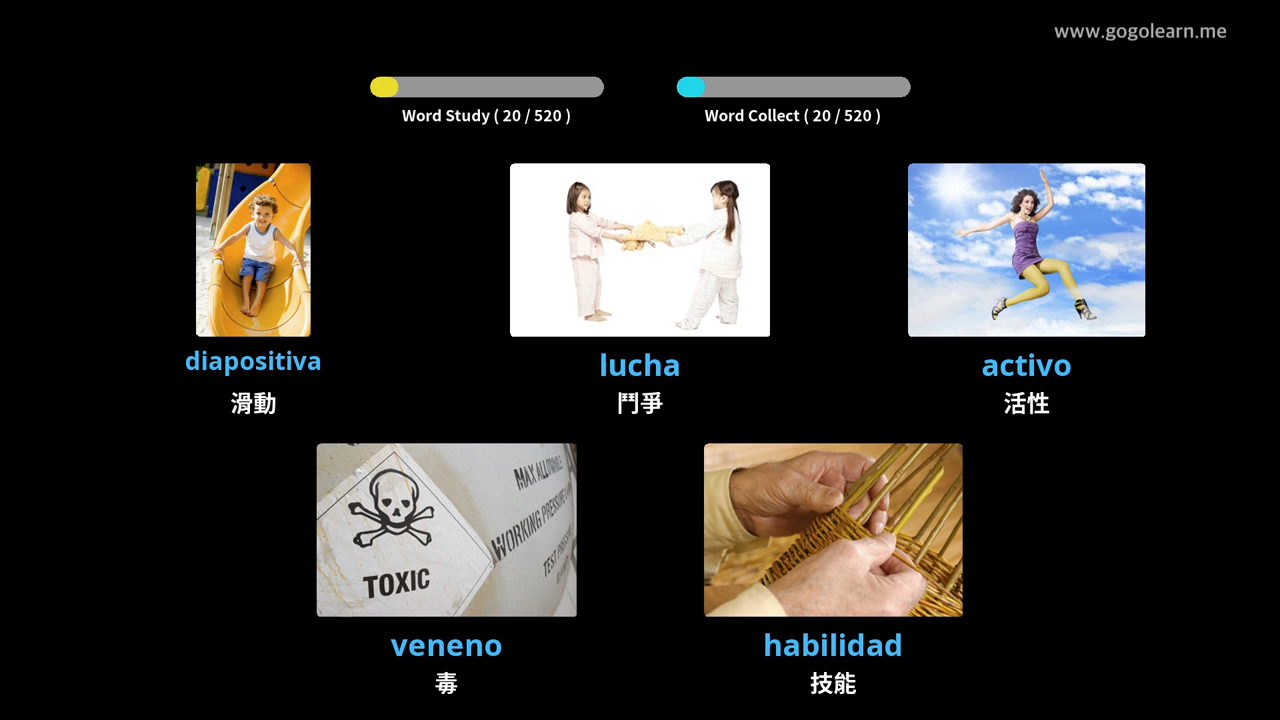 www.gogolearn.me
Word Study ( 20 / 520 )
Word Collect ( 20 / 520 )
diapositiva
滑動
lucha
鬥爭
activo
活性
MAX ALLOWABLE
WORKING PRESSURE
TEST
TOXIC
veneno
毒
habilidad
技能